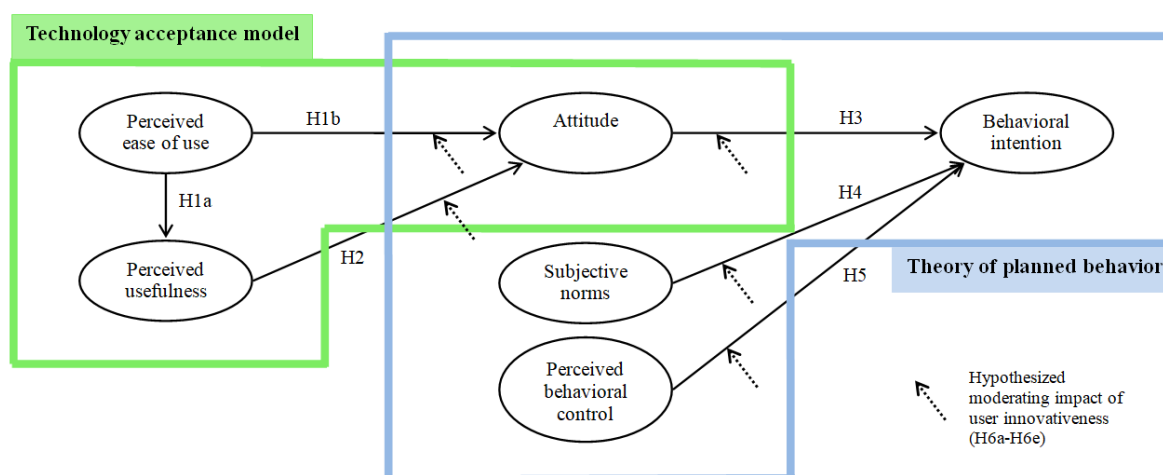 Technology acceptance model
Perceived
ease of use
H1b
Attitude
H3
Behavioral
intention
H1a
H4
Perceived
usefulness
H2
Subjective
norms
H5
Theory of planned behavior
Perceived
behavioral
control
Hypothesized
moderating impact of
user innovativeness
(H6a-H6e)